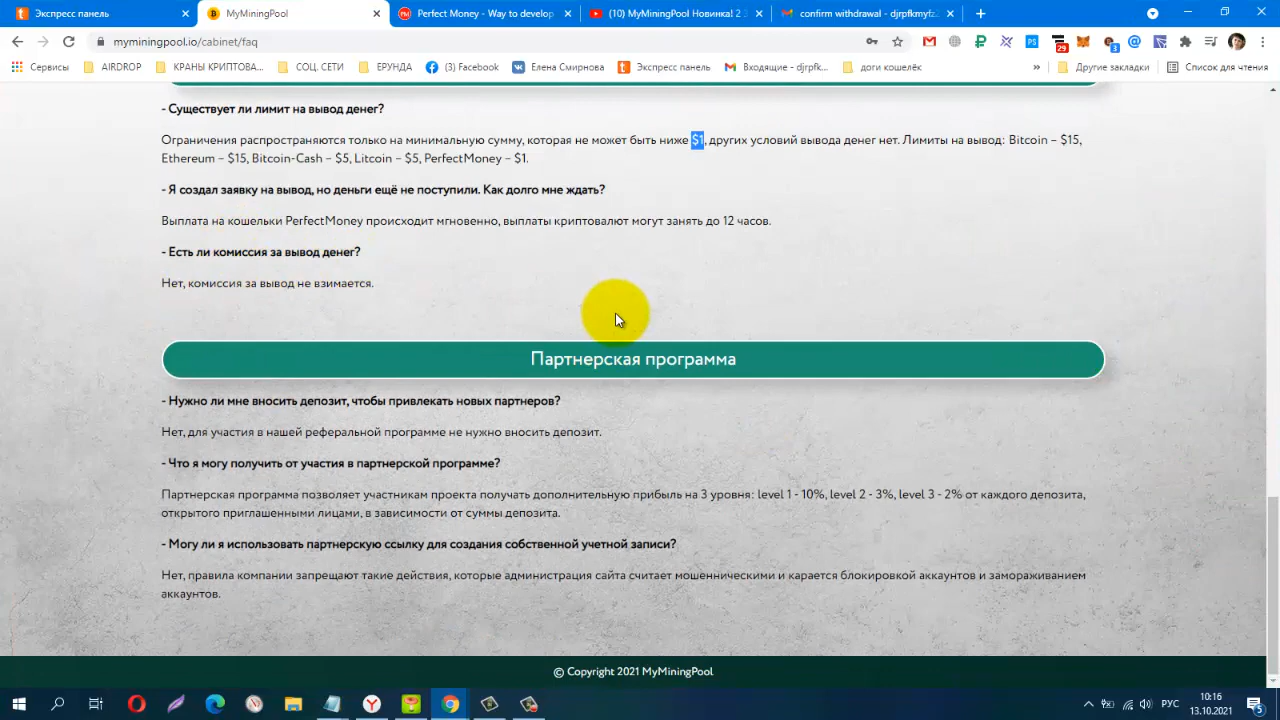 Экспресс панель
MyMiningPool
Perfect Money - Way to develop
(10) MyMiningPool Новинка! 2 3
confirm withdrawal - djrpfkmyfz
myminingpool.io/cabinet/faq
29
3
Сервисы
AIRDROP
КРАНЫ КРИПТОВА...
СОЦ. СЕТИ
ЕРУНДА
(3) Facebook
Елена Смирнова
Экспресс панель
Входящие - djrpfk...
доги кошелёк
»
Другие закладки
Список для чтения
- Существует ли лимит на вывод денег?
Ограничения распространяются только на минимальную сумму, которая не может быть ниже $1, других условий вывода денег нет. Лимиты на вывод: Bitcoin – $15,
Ethereum – $15, Bitcoin-Cash – $5, Litcoin – $5, PerfectMoney – $1.
- Я создал заявку на вывод, но деньги ещё не поступили. Как долго мне ждать?
Выплата на кошельки PerfectMoney происходит мгновенно, выплаты криптовалют могут занять до 12 часов.
- Есть ли комиссия за вывод денег?
Нет, комиссия за вывод не взимается.
Партнерская программа
- Нужно ли мне вносить депозит, чтобы привлекать новых партнеров?
Нет, для участия в нашей реферальной программе не нужно вносить депозит.
- Что я могу получить от участия в партнерской программе?
Партнерская программа позволяет участникам проекта получать дополнительную прибыль на 3 уровня: level 1 - 10%, level 2 - 3%, level 3 - 2% от каждого депозита,
открытого приглашенными лицами, в зависимости от суммы депозита.
- Могу ли я использовать партнерскую ссылку для создания собственной учетной записи?
Нет, правила компании запрещают такие действия, которые администрация сайта считает мошенническими и карается блокировкой аккаунтов и замораживанием
аккаунтов.
© Copyright 2021 MyMiningPool
РУС
10:16
13.10.2021
5